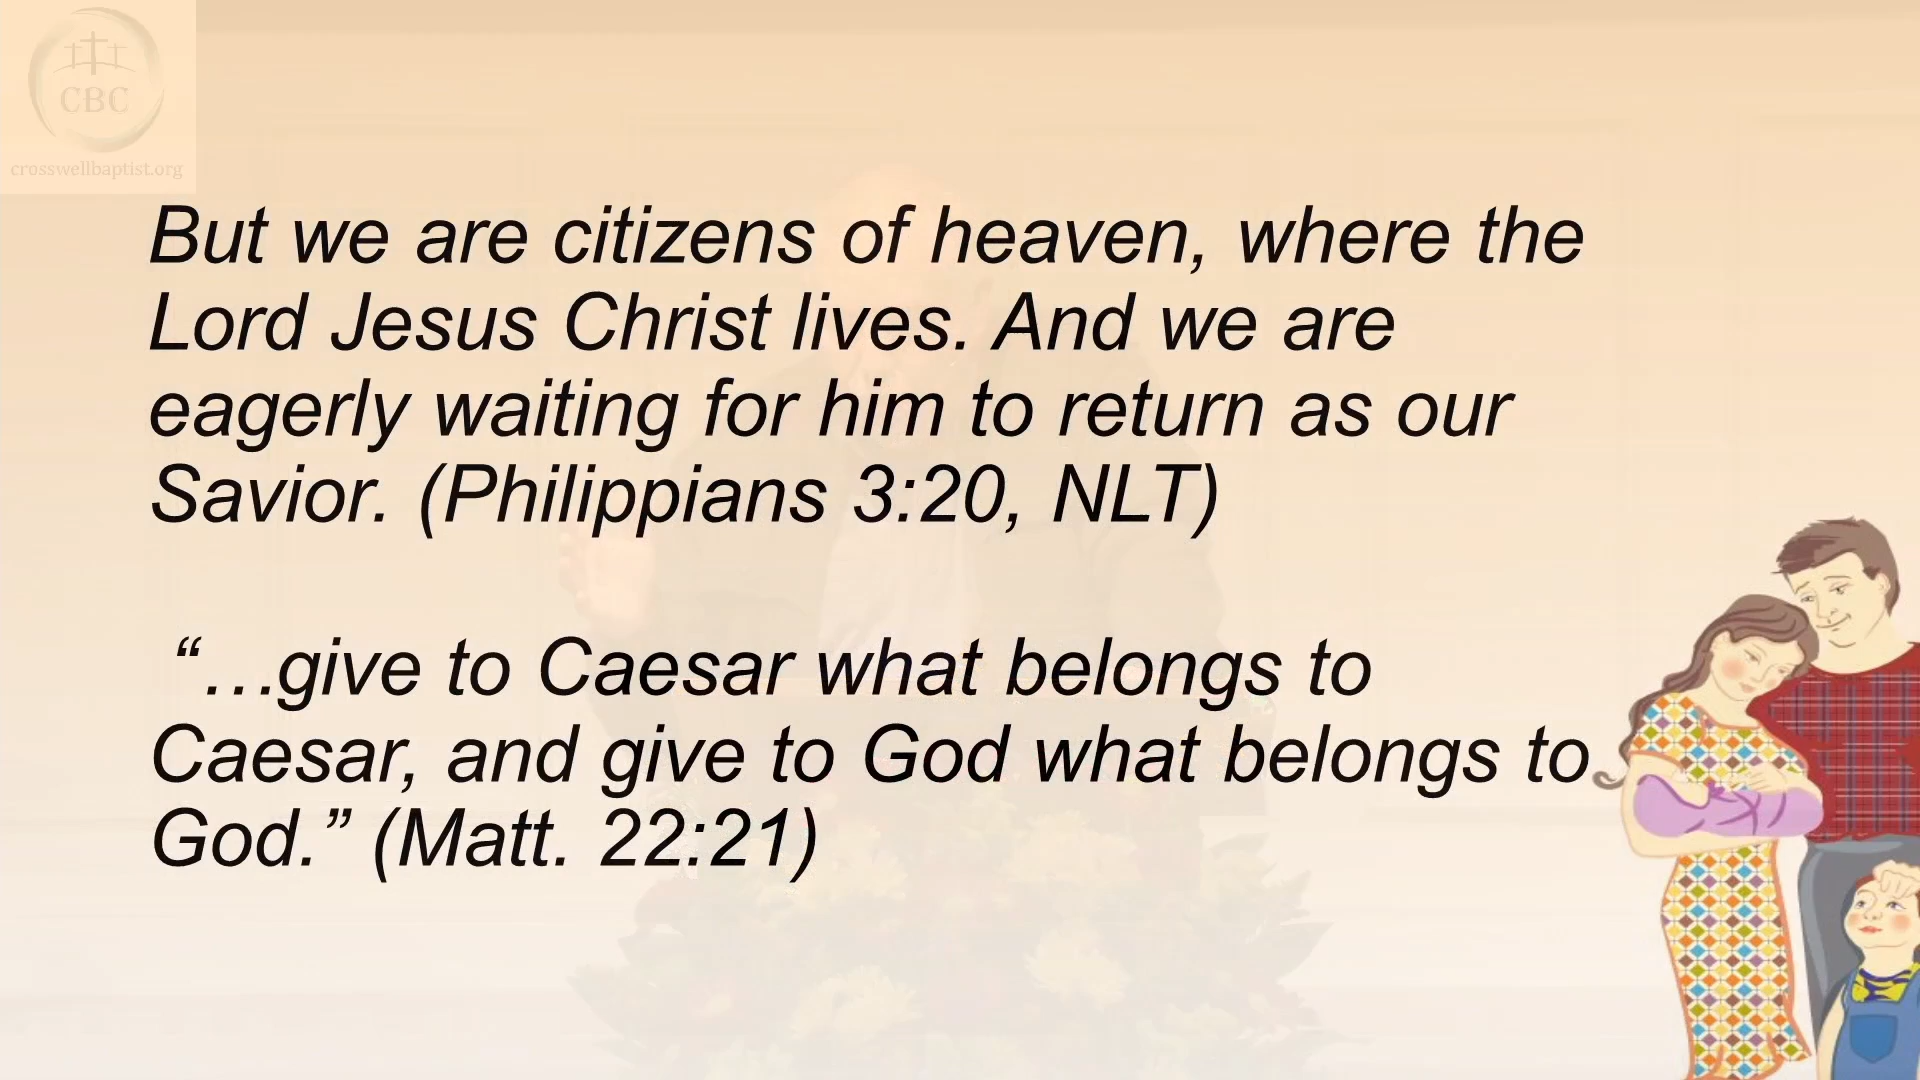 CBC
crosswellbaptist.org
But we are citizens of heaven, where the
Lord Jesus Christ lives. And we are
eagerly waiting for him to return as our
Savior. (Philippians 3:20, NLT)
“…give to Caesar what belongs to
Caesar, and give to God what belongs to
God.” (Matt. 22:21)